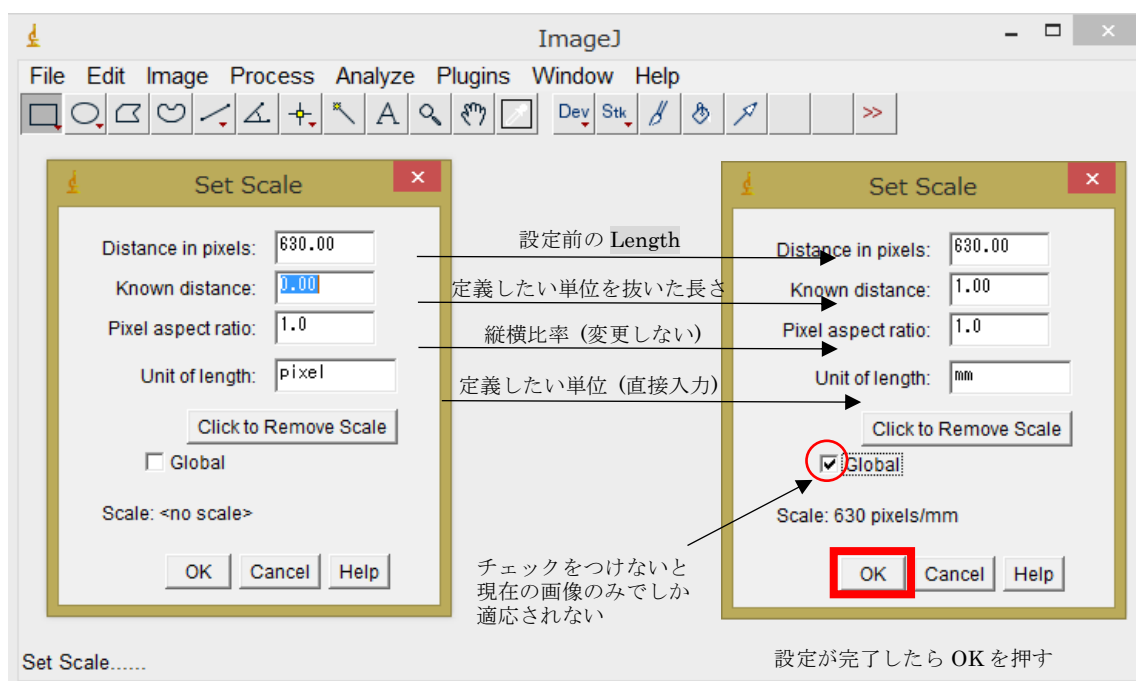 ImageJ
File Edit Image Process Analyze Plugins Window Help
A Dev Stk >>
Set Scale
Distance in pixels: 630.00
Known distance: 0.00
Pixel aspect ratio: 1.0
Unit of length: pixel
Click to Remove Scale
Global
Scale: <no scale>
OK Cancel Help
設定前の Length
定義したい単位を抜いた長さ
縦横比率 (変更しない)
定義したい単位 (直接入力)
チェックをつけないと
現在の画像のみでしか
適応されない
Set Scale
Distance in pixels: 630.00
Known distance: 1.00
Pixel aspect ratio: 1.0
Unit of length: mm
Click to Remove Scale
Global
Scale: 630 pixels/mm
OK Cancel Help
設定が完了したら OK を押す
Set Scale......